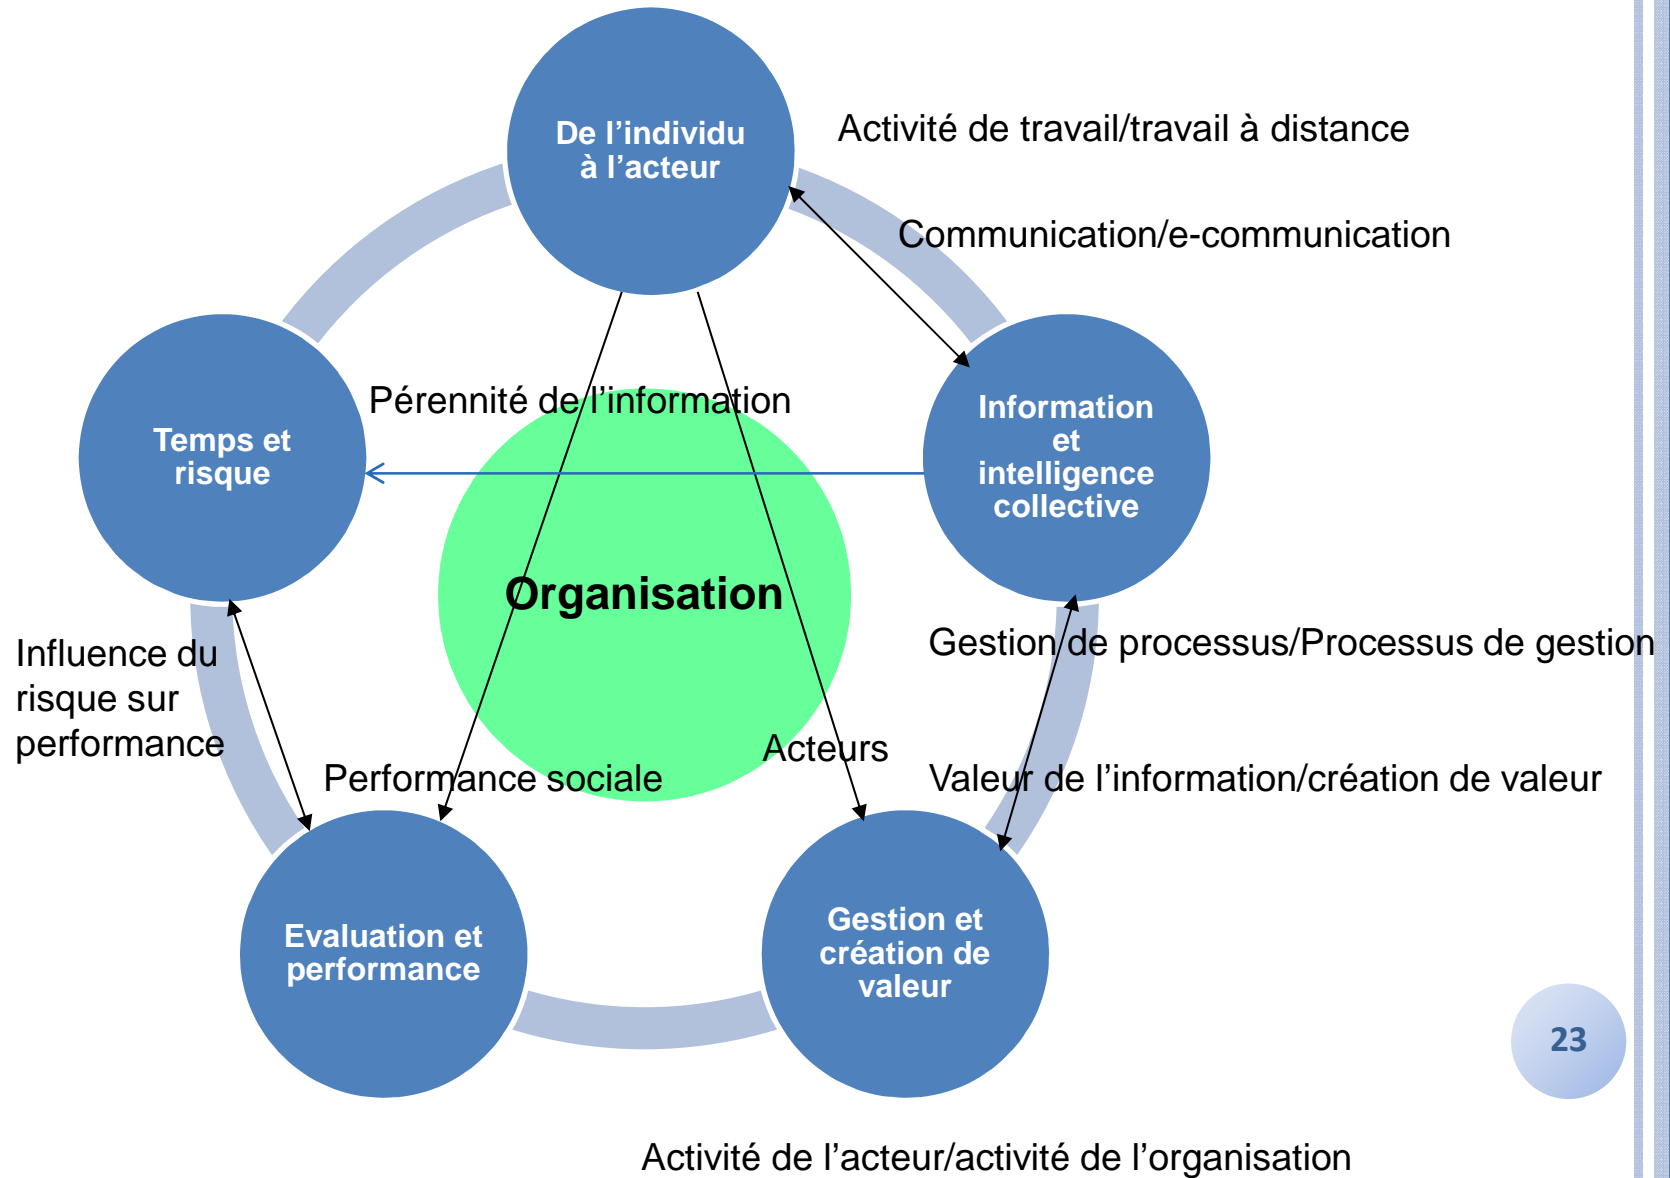 De l’individu
à l’acteur
Activité de travail/travail à distance
Communication/e-communication
Pérennité de l’information
Temps et
risque
Information
et
intelligence
collective
Organisation
Influence du
risque sur
performance
Gestion de processus/Processus de gestion
Acteurs
Performance sociale
Valeur de l’information/création de valeur
Evaluation et
performance
Gestion et
création de
valeur
23
Activité de l’acteur/activité de l’organisation